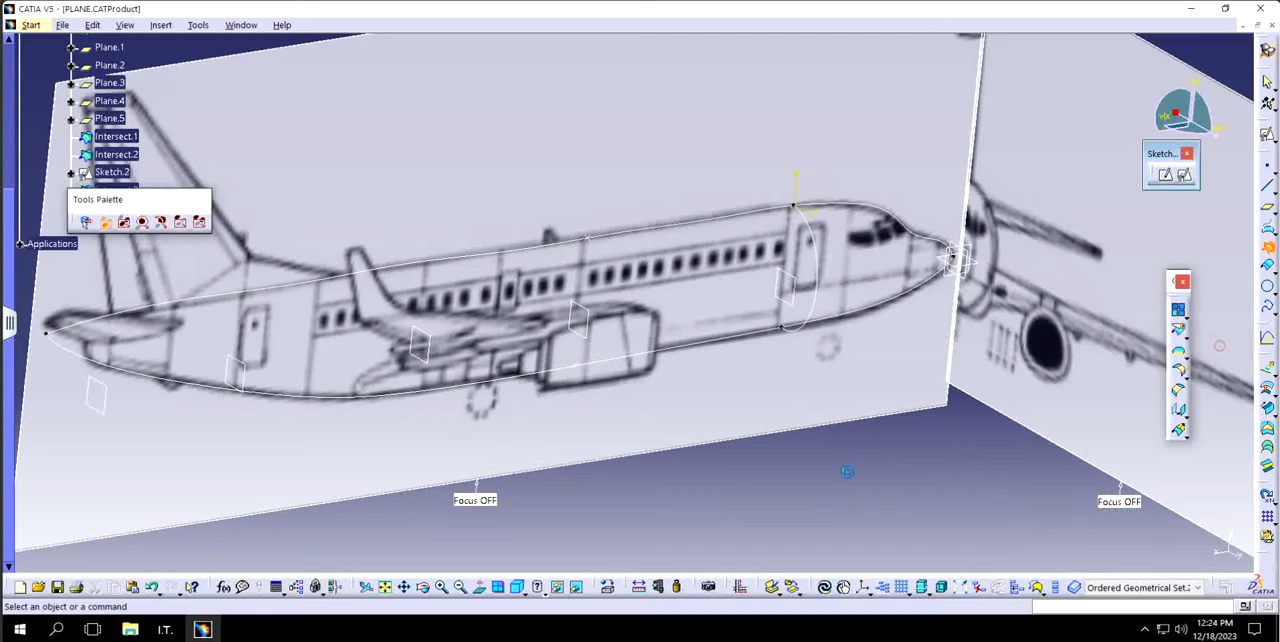 CATIA V5 - [PLANE.CATProduct]
Start File Edit View Insert Tools Window Help
Plane.1
Plane.2
Plane.3
Plane.4
Plane.5
Intersect.1
Intersect.2
Sketch.2
Tools Palette
Applications
Sketch...
Focus OFF
Focus OFF
f(x)
Ordered Geometrical Set.2
CATIA
Select an object or a command
I.T.
12:24 PM
12/18/2023